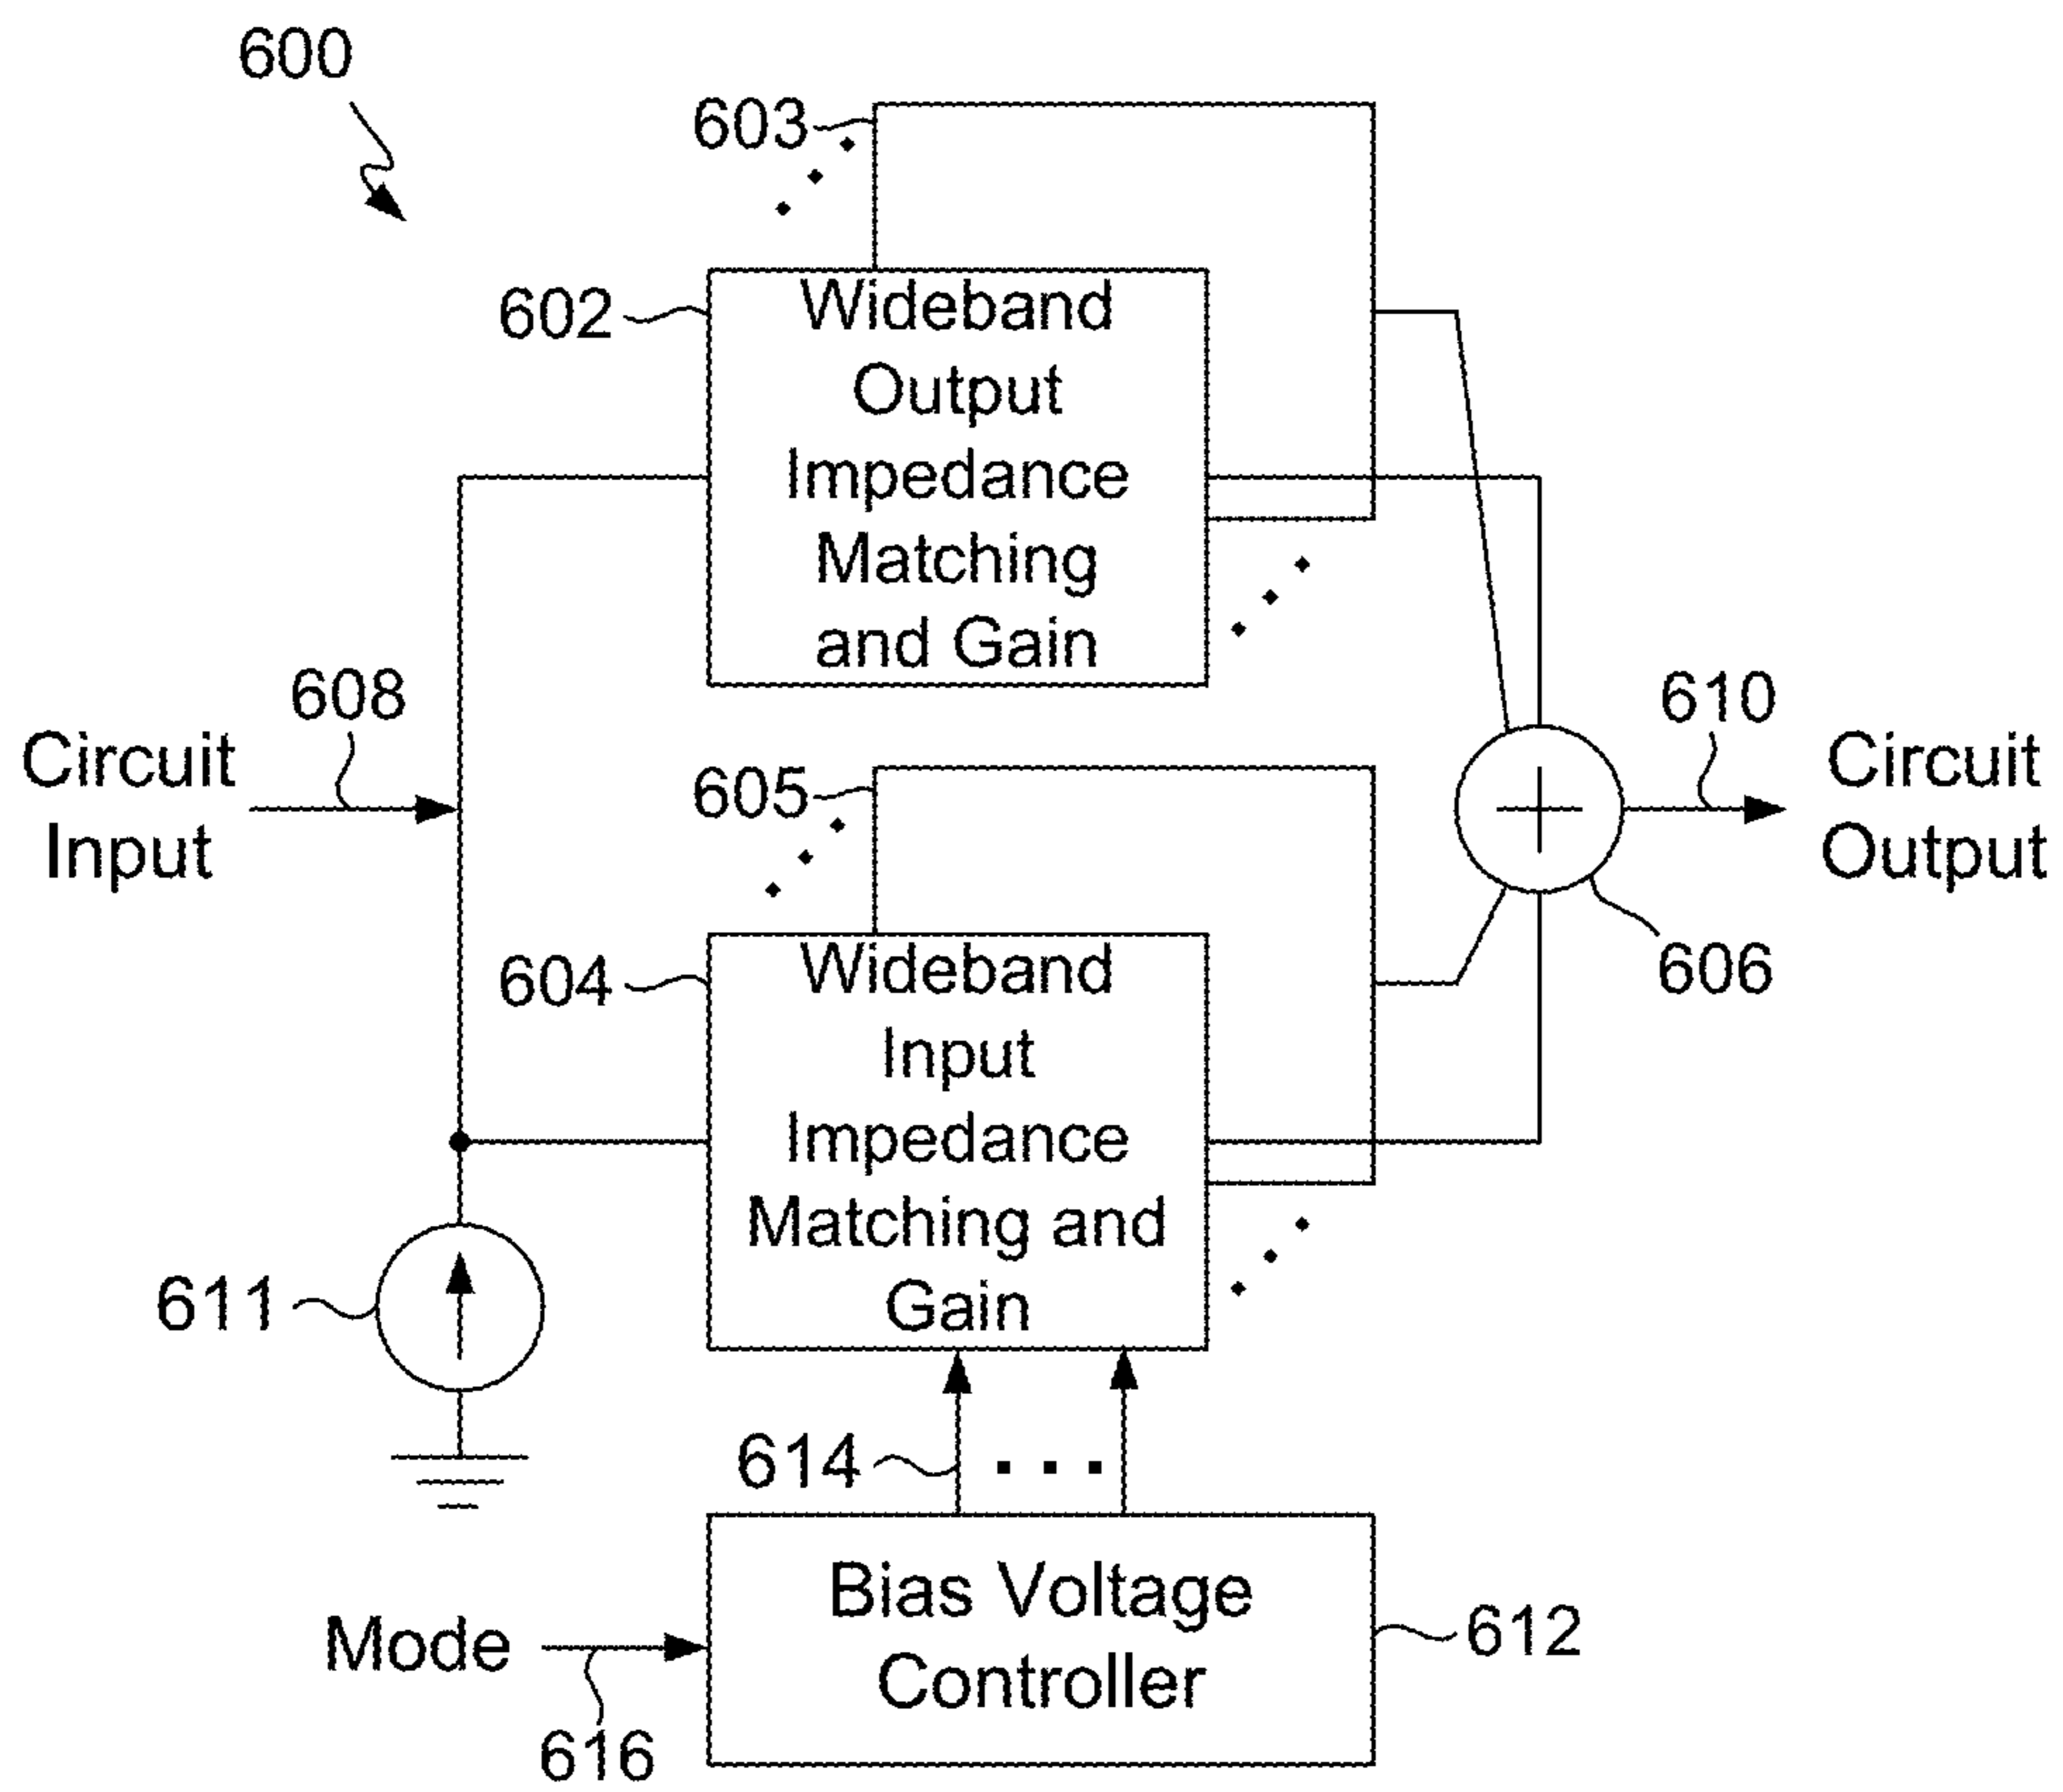 600
603
602
Wideband
Output
Impedance
Matching
and Gain
608
Circuit
Input
610
Circuit
Output
605
604
Wideband
Input
Impedance
Matching and
Gain
606
611
614
Bias Voltage
Controller
612
Mode
616